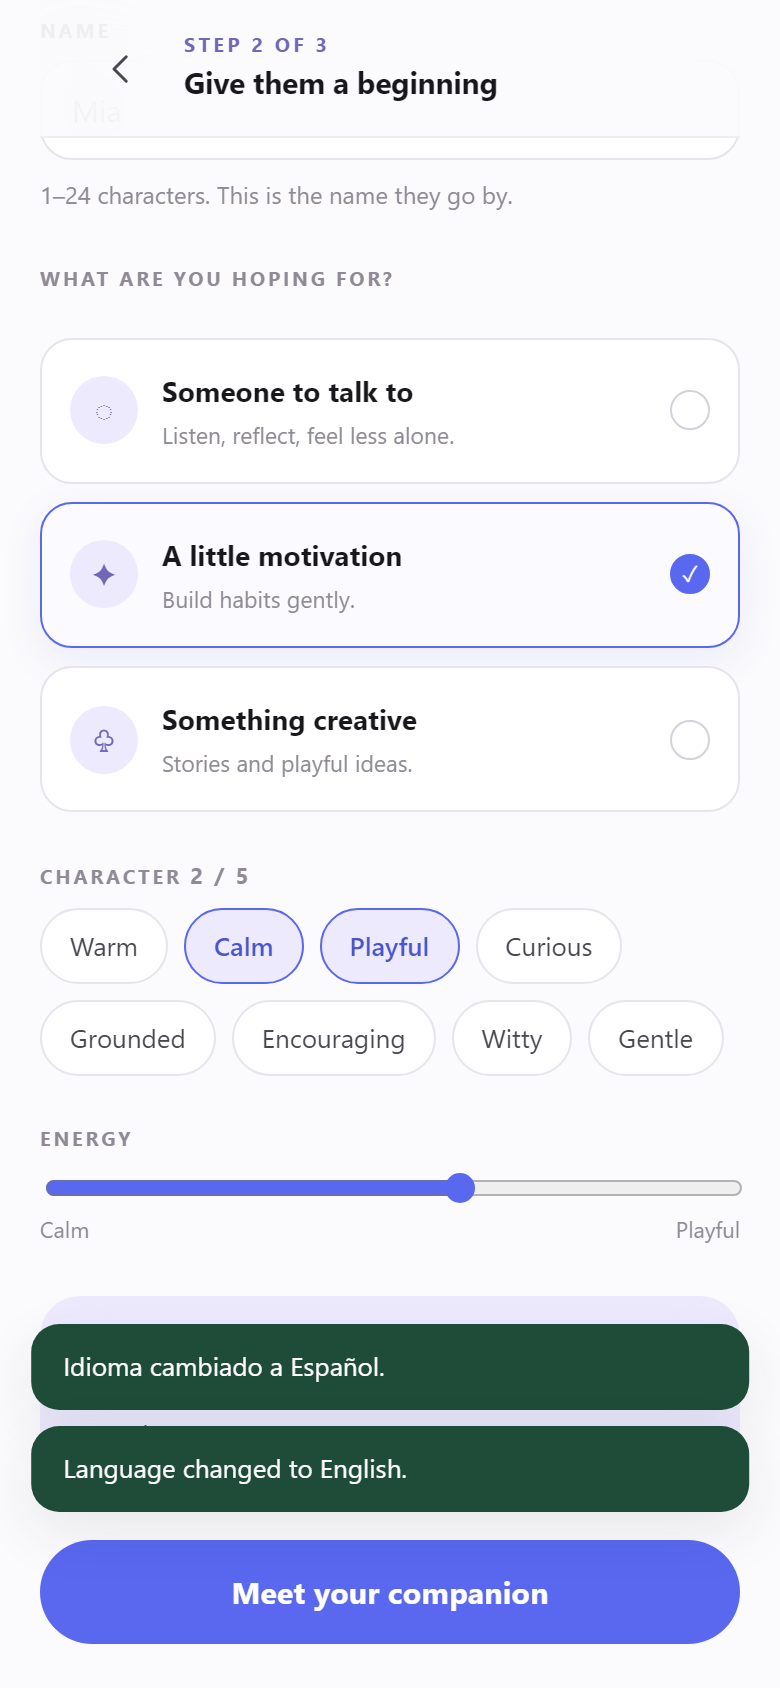 NAME
STEP 2 OF 3
Give them a beginning
Mia
1–24 characters. This is the name they go by.
WHAT ARE YOU HOPING FOR?
Someone to talk to
Listen, reflect, feel less alone.
A little motivation
Build habits gently.
Something creative
Stories and playful ideas.
CHARACTER 2 / 5
Warm
Calm
Playful
Curious
Grounded
Encouraging
Witty
Gentle
ENERGY
Calm
Playful
Idioma cambiado a Español.
Language changed to English.
Meet your companion